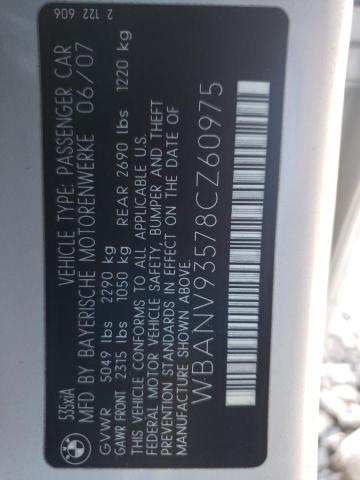 2 122 606
535xiA
VEHICLE TYPE: PASSENGER CAR
MFD BY BAYERISCHE MOTORENWERKE 06/07
GVWR 5049 lbs 2290 kg
GAWR FRONT 2315 lbs 1050 kg REAR 2690 lbs 1220 kg
THIS VEHICLE CONFORMS TO ALL APPLICABLE U.S.
FEDERAL MOTOR VEHICLE SAFETY, BUMPER AND THEFT
PREVENTION STANDARDS IN EFFECT ON THE DATE OF
MANUFACTURE SHOWN ABOVE.
WBANV93578CZ60975